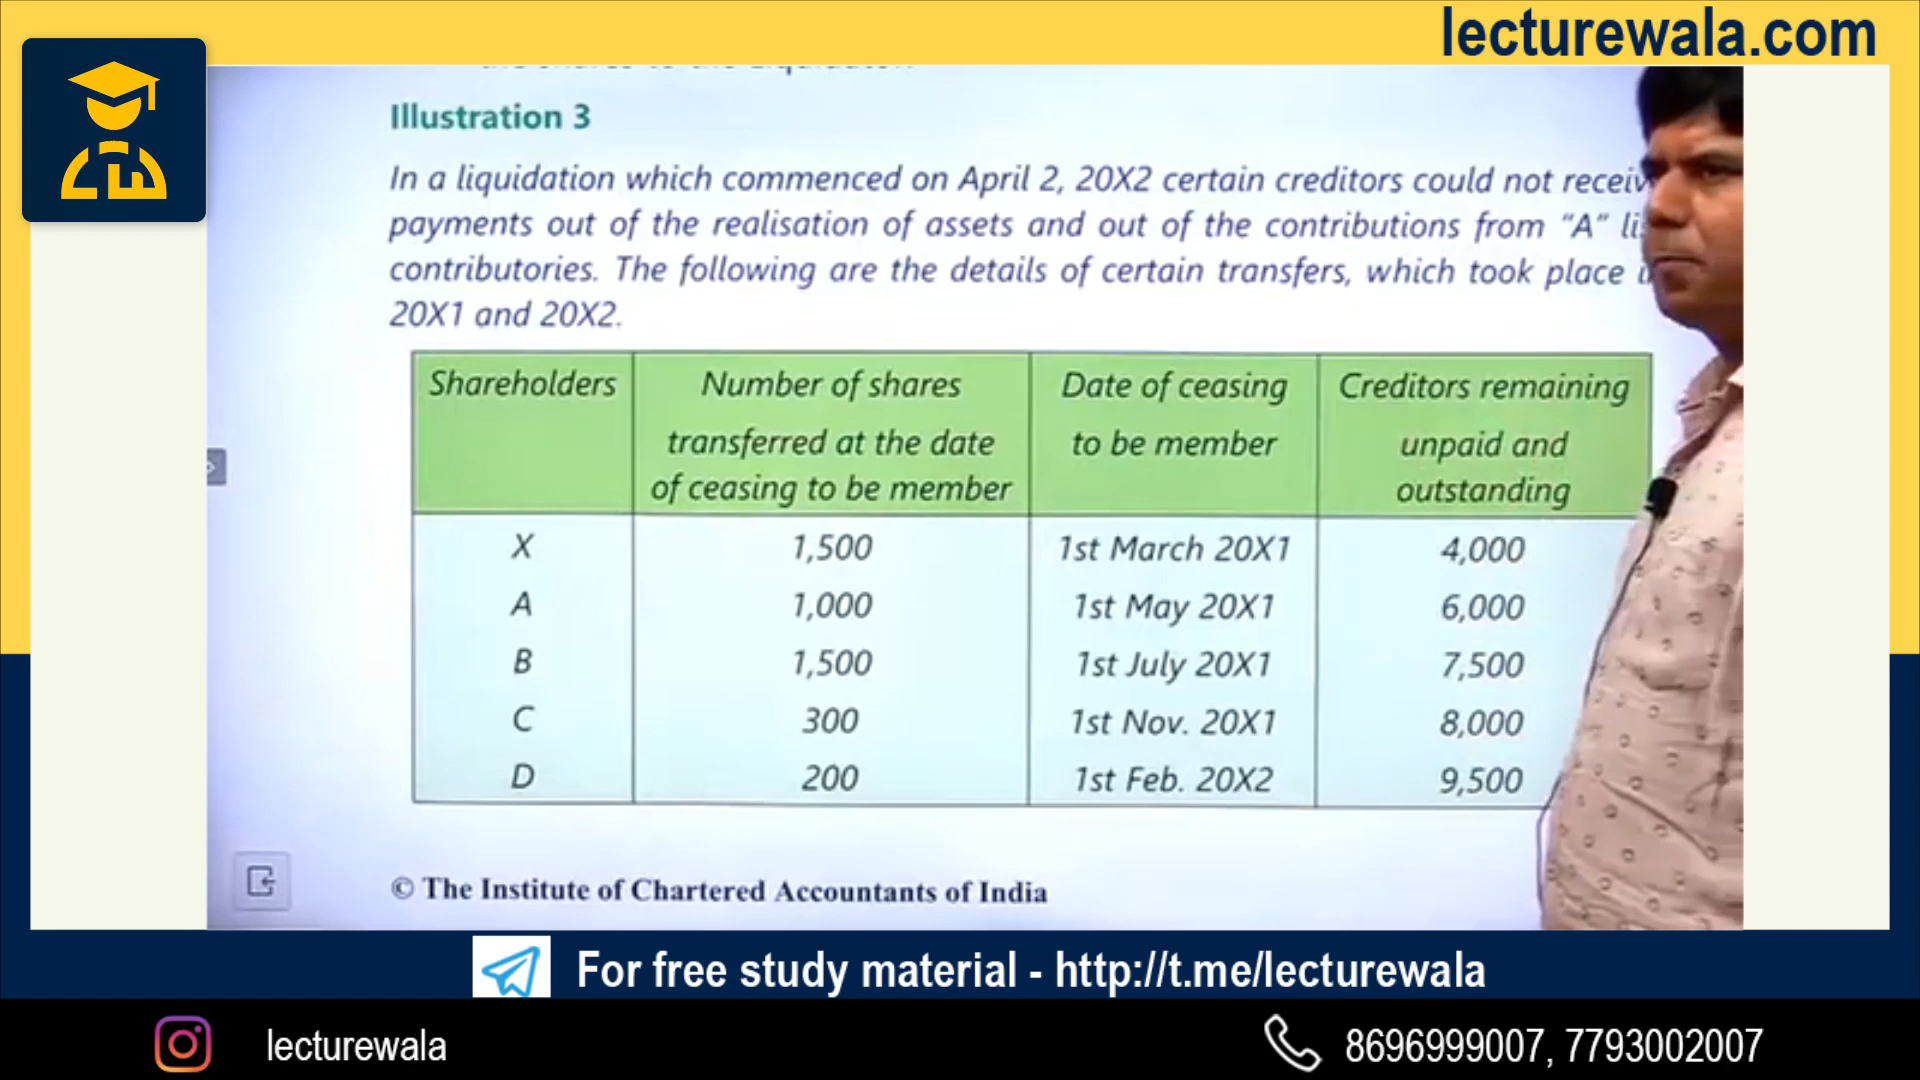 lecturewala.com
Illustration 3
In a liquidation which commenced on April 2, 20X2 certain creditors could not
payments out of the realisation of assets and out of the contributions from "A"
contributories. The following are the details of certain transfers, which took place
20X1 and 20X2.
Shareholders
Number of shares
transferred at the date
of ceasing to be member
Date of ceasing
to be member
Creditors remaining
unpaid and
outstanding
X 1,500 1st March 20X1 4,000
A 1,000 1st May 20X1 6,000
B 1,500 1st July 20X1 7,500
C 300 1st Nov. 20X1 8,000
D 200 1st Feb. 20X2 9,500
© The Institute of Chartered Accountants of India
For free study material - http://t.me/lecturewala
lecturewala
8696999007, 7793002007